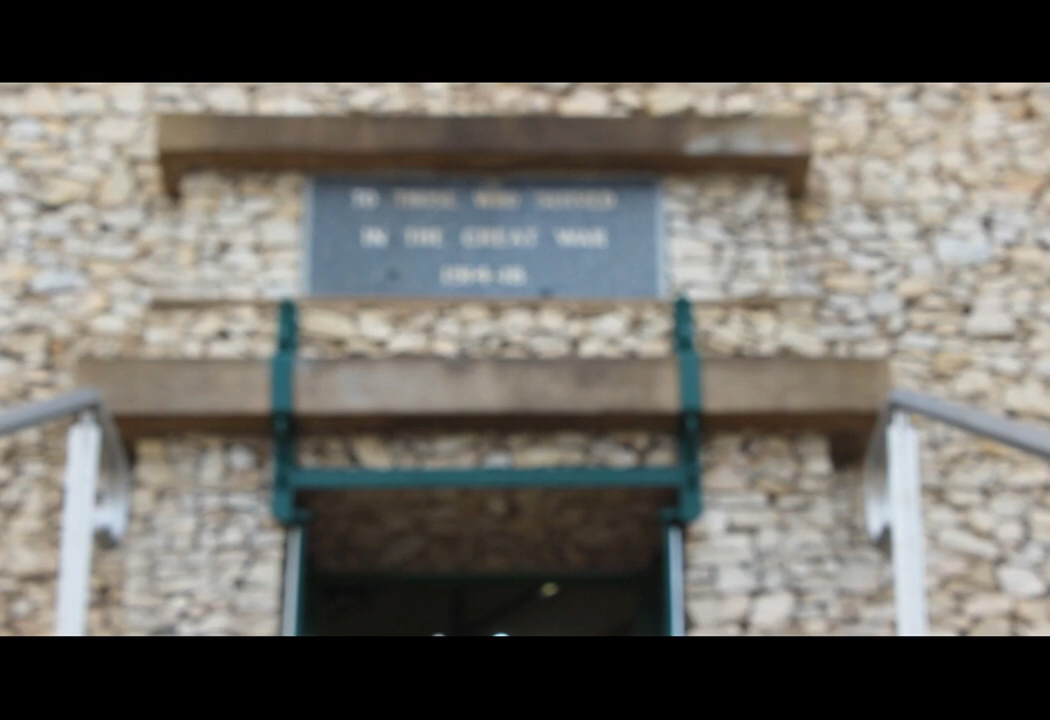 TO THOSE WHO SERVED
IN THE GREAT WAR
1914-18.